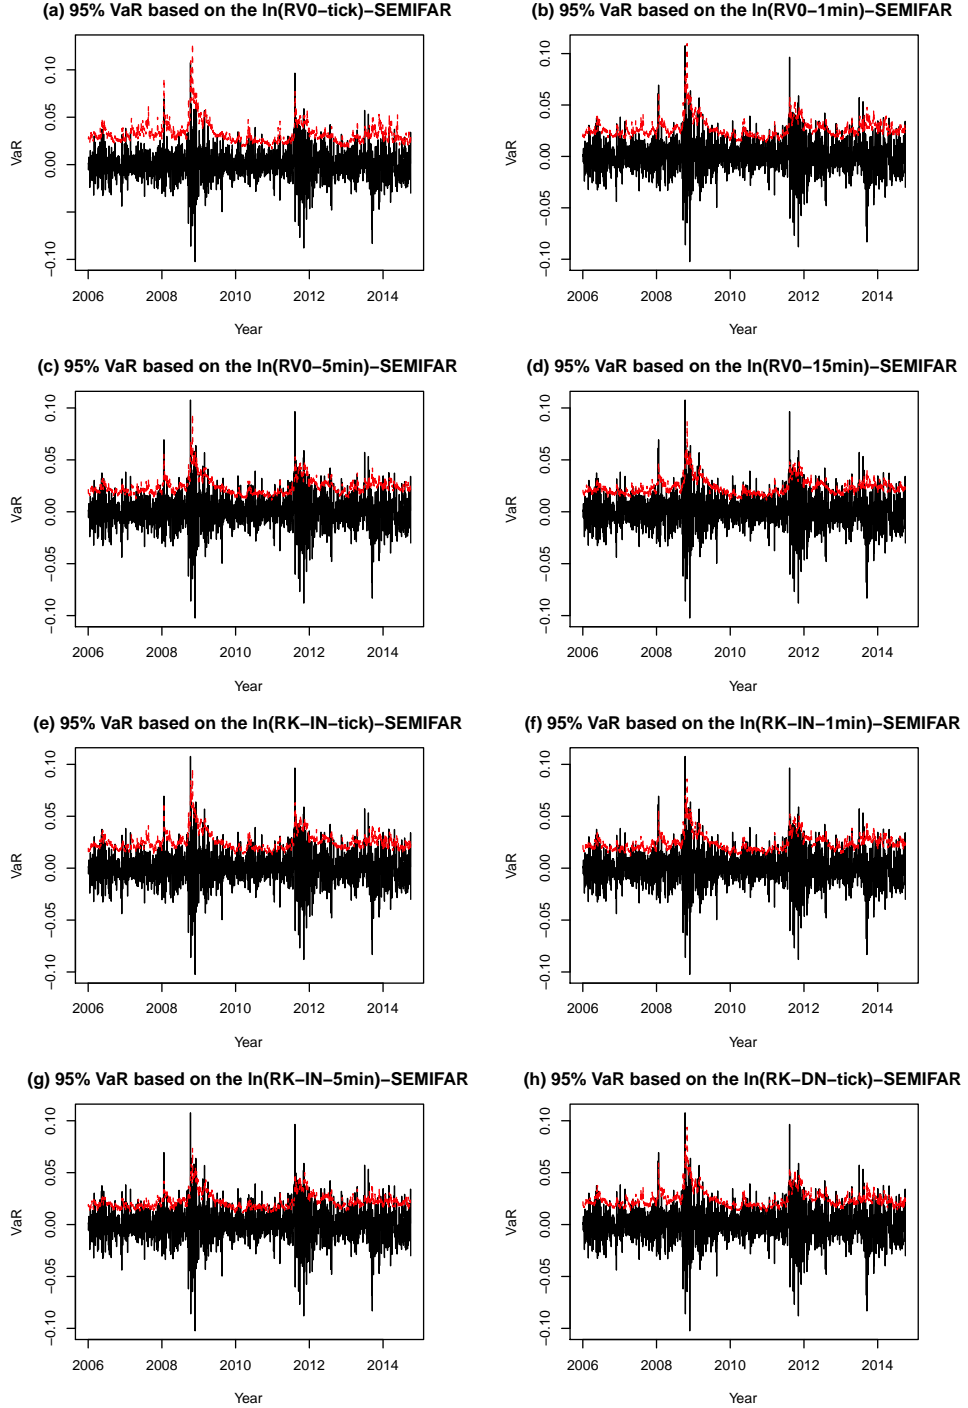 (a) 95% VaR based on the ln(RV0−tick)−SEMIFAR
VaR
0.10
0.05
0.00
−0.10
2006 2008 2010 2012 2014
Year
(b) 95% VaR based on the ln(RV0−1min)−SEMIFAR
VaR
0.10
0.05
0.00
−0.05
−0.10
2006 2008 2010 2012 2014
Year
(c) 95% VaR based on the ln(RV0−5min)−SEMIFAR
VaR
0.10
0.05
0.00
−0.05
−0.10
2006 2008 2010 2012 2014
Year
(d) 95% VaR based on the ln(RV0−15min)−SEMIFAR
VaR
0.10
0.05
0.00
−0.05
−0.10
2006 2008 2010 2012 2014
Year
(e) 95% VaR based on the ln(RK−IN−tick)−SEMIFAR
VaR
0.10
0.05
0.00
−0.05
−0.10
2006 2008 2010 2012 2014
Year
(f) 95% VaR based on the ln(RK−IN−1min)−SEMIFAR
VaR
0.10
0.05
0.00
−0.05
−0.10
2006 2008 2010 2012 2014
Year
(g) 95% VaR based on the ln(RK−IN−5min)−SEMIFAR
VaR
0.10
0.05
0.00
−0.05
−0.10
2006 2008 2010 2012 2014
Year
(h) 95% VaR based on the ln(RK−DN−tick)−SEMIFAR
VaR
0.10
0.05
0.00
−0.05
−0.10
2006 2008 2010 2012 2014
Year